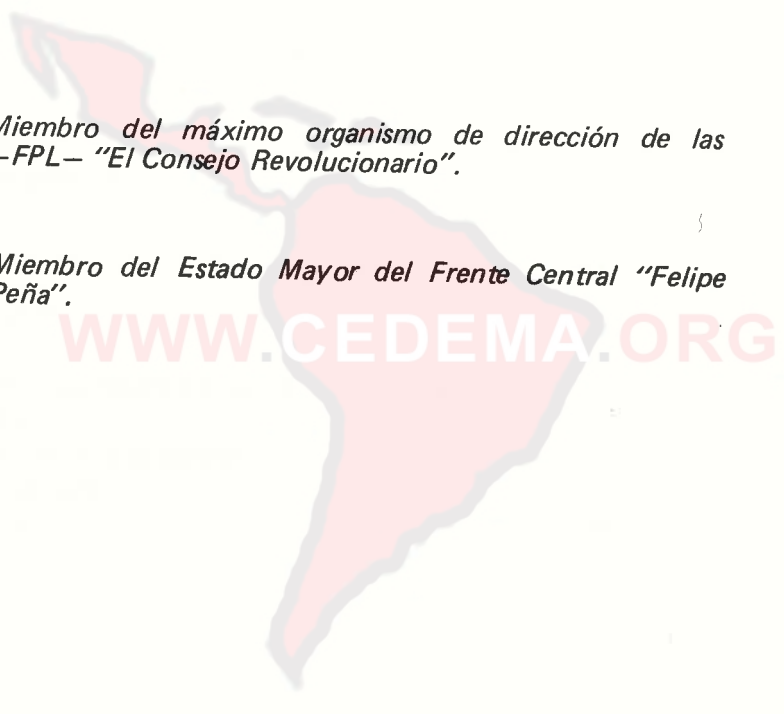 Miembro del máximo organismo de dirección de las
–FPL– “El Consejo Revolucionario”.
Miembro del Estado Mayor del Frente Central “Felipe
Peña”.
WWW.CEDEMA.ORG